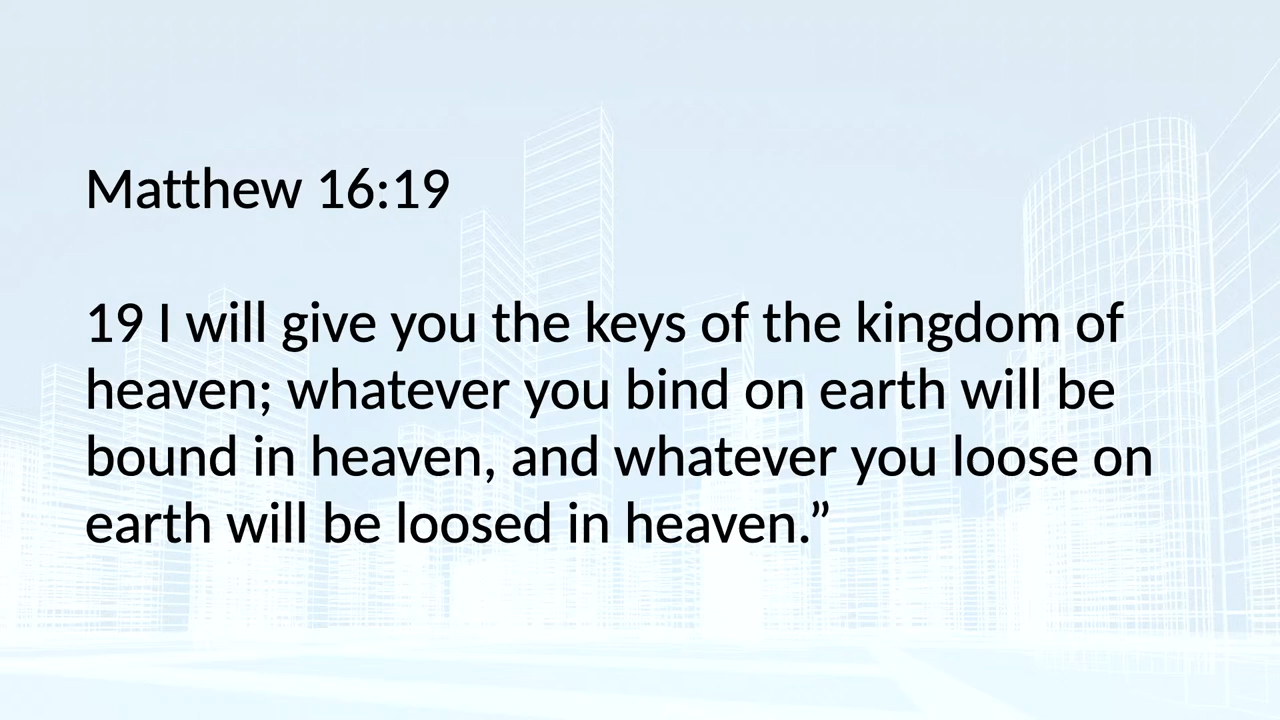 Matthew 16:19
19 I will give you the keys of the kingdom of
heaven; whatever you bind on earth will be
bound in heaven, and whatever you loose on
earth will be loosed in heaven.”